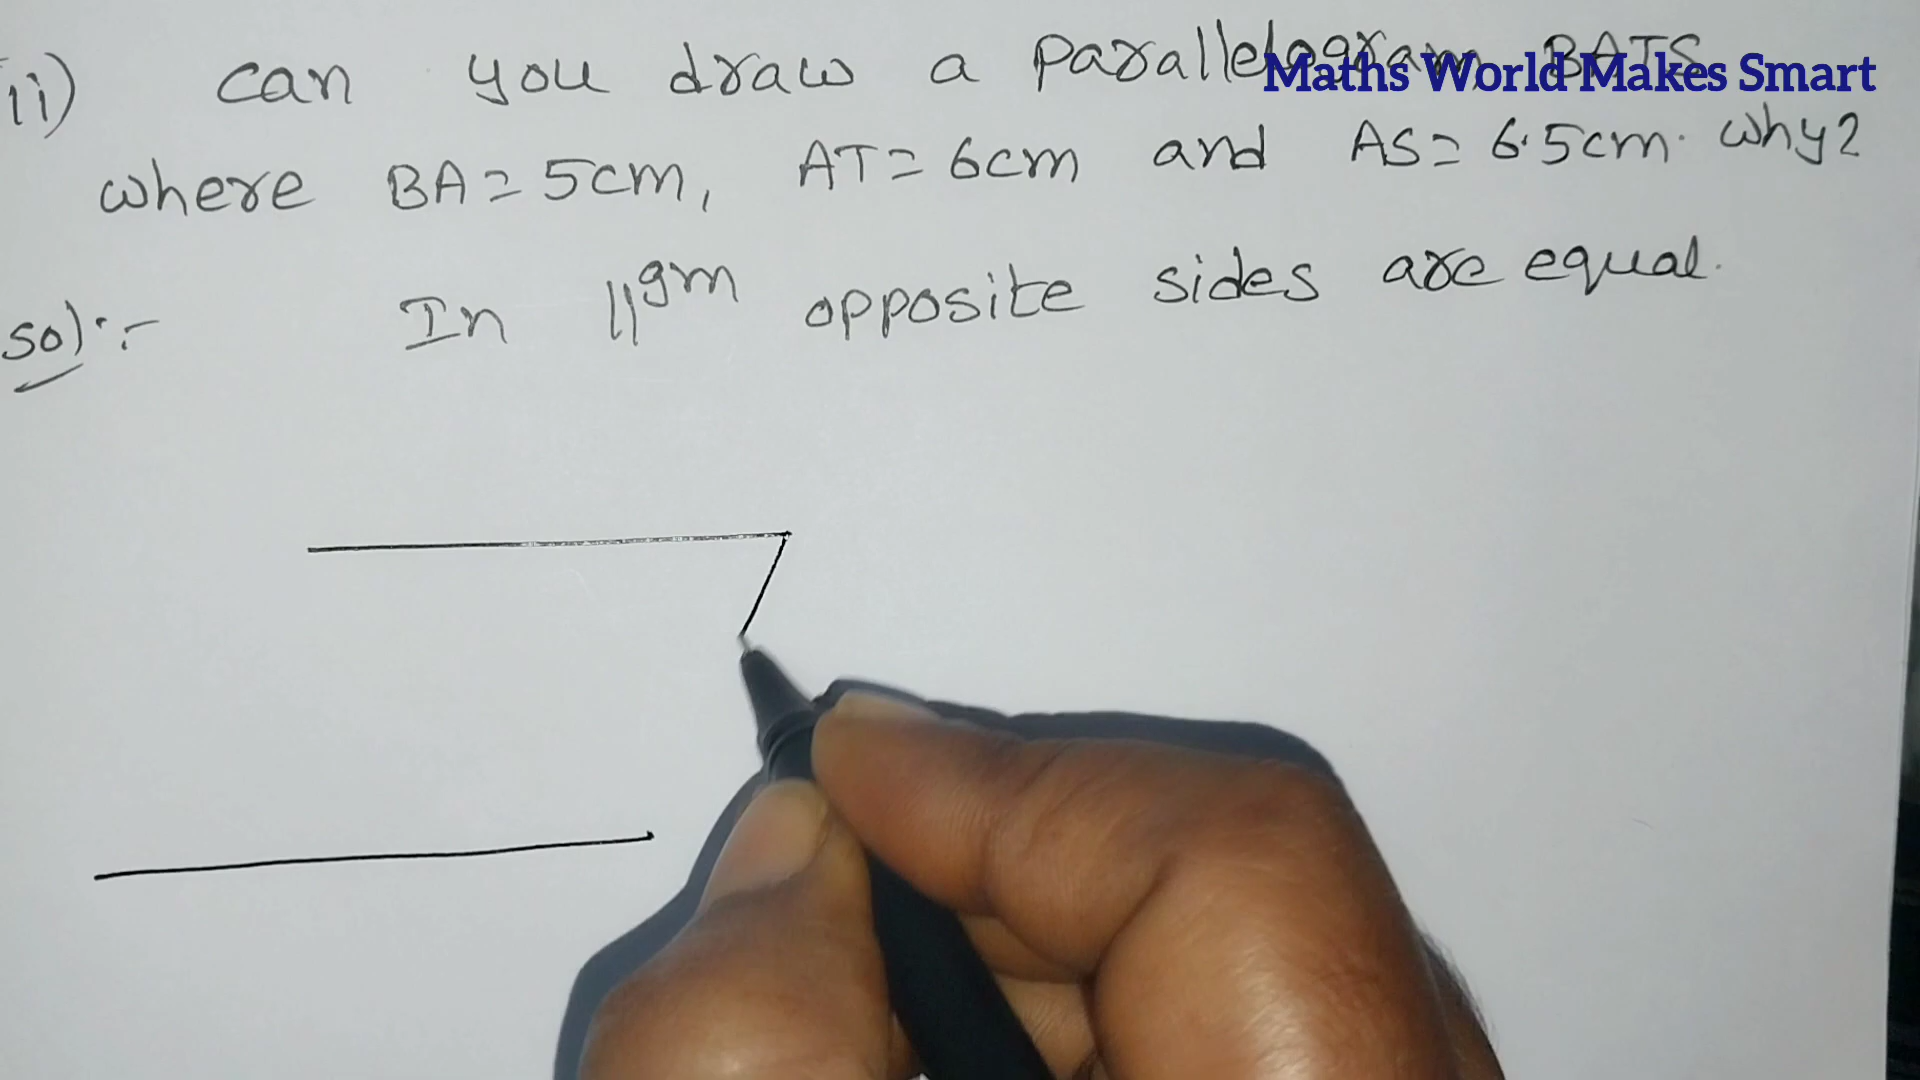 ii) can you draw a parallelogram BATS
Maths World Makes Smart
where BA = 5cm, AT = 6cm and AS = 6.5cm. why?
Sol:- In ||gm opposite sides are equal.